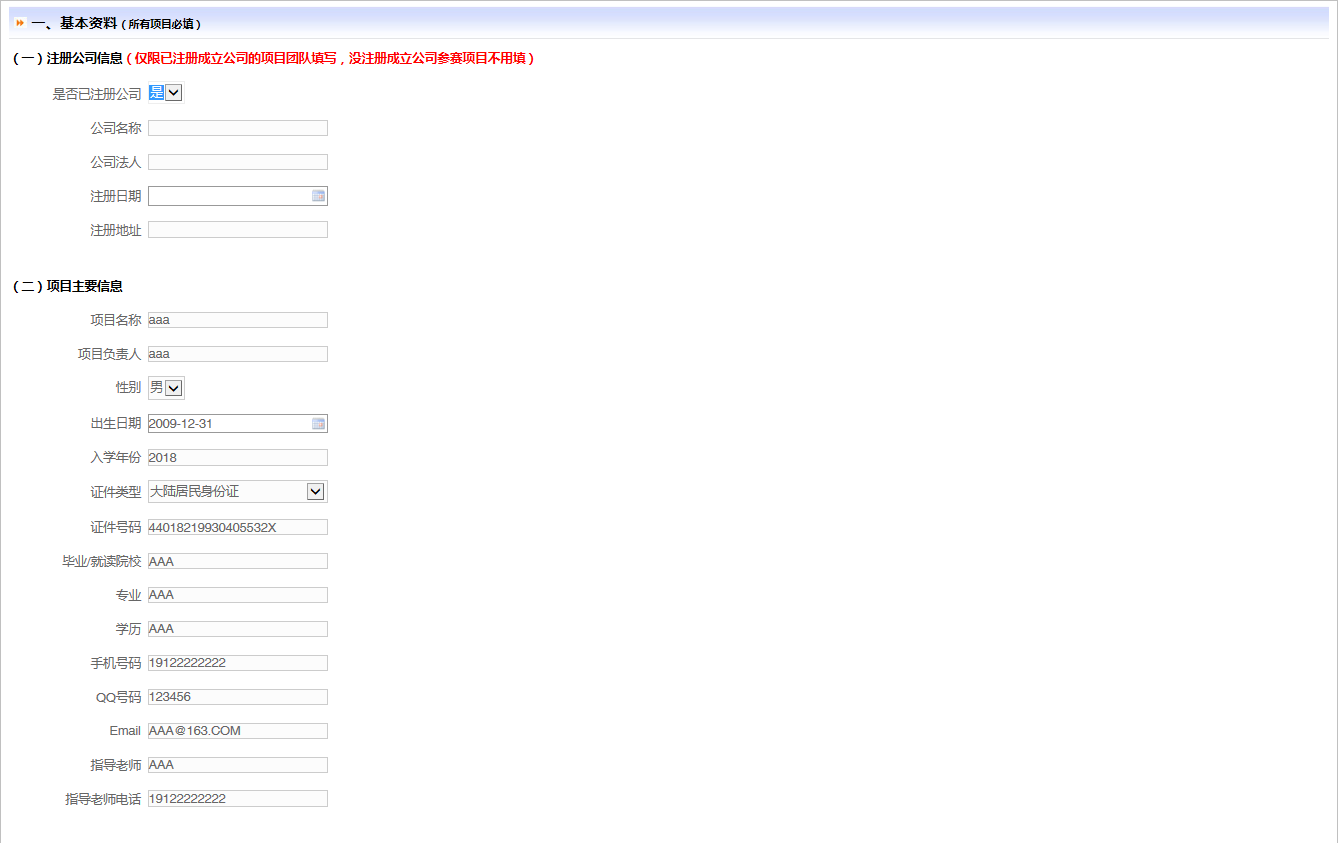 一、基本资料 ( 所有项目必填 )
( 一 ) 注册公司信息 ( 仅限已注册成立公司的项目团队填写，没注册成立公司参赛项目不用填 )
是否已注册公司 是
公司名称
公司法人
注册日期
注册地址
( 二 ) 项目主要信息
项目名称 aaa
项目负责人 aaa
性别 男
出生日期 2009-12-31
入学年份 2018
证件类型 大陆居民身份证
证件号码 44018219930405532X
毕业/就读院校 AAA
专业 AAA
学历 AAA
手机号码 19122222222
QQ号码 123456
Email AAA@163.COM
指导老师 AAA
指导老师电话 19122222222